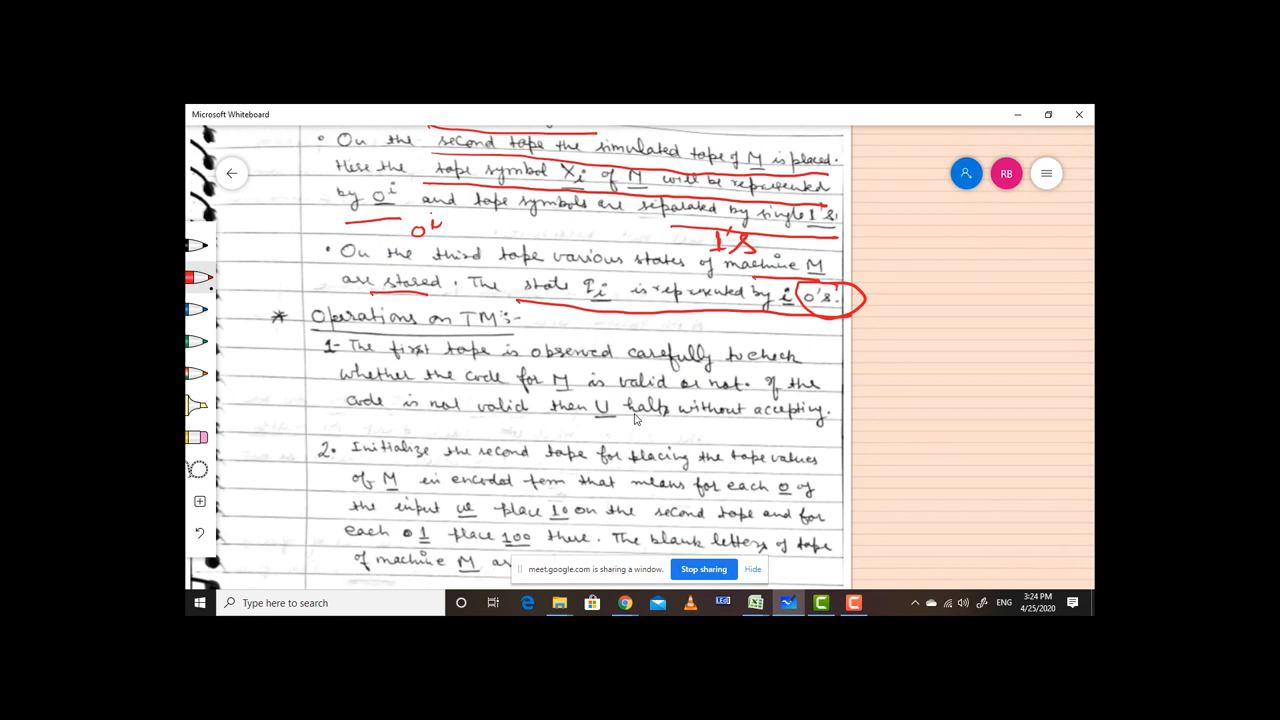 Microsoft Whiteboard
• On the second tape the simulated tape of M is placed.
Here the tape symbol Xi of M will be represented
by 0^i and tape symbols are separated by single 1's.
0^i 1's
• On the third tape various states of machine M
are stored. The state qi is represented by i 0's.
* Operations on TM:-
1- The first tape is observed carefully to check
whether the code for M is valid or not. If the
code is not valid then U halts without accepting.
2. Initialize the second tape for placing the tape values
of M in encoded form that means for each 0 of
the input we place 10 on the second tape and for
each 1 place 100 there. The blank letters of tape
of machine M
RB
meet.google.com is sharing a window.
Stop sharing
Hide
Type here to search
ENG
3:24 PM
4/25/2020